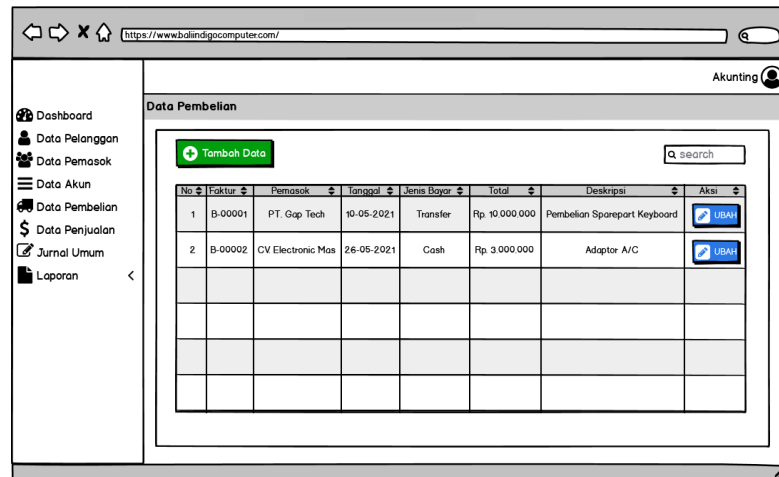 https://www.baliindigocomputer.com/
Akunting
Dashboard
Data Pelanggan
Data Pemasok
Data Akun
Data Pembelian
Data Penjualan
Jurnal Umum
Laporan
Data Pembelian
Tambah Data
search
No Faktur Pemasok Tanggal Jenis Bayar Total Deskripsi Aksi
1 B-00001 PT. Gap Tech 10-05-2021 Transfer Rp. 10.000.000 Pembelian Sparepart Keyboard UBAH
2 B-00002 CV Electronic Mas 26-05-2021 Cash Rp. 3.000.000 Adaptor A/C UBAH